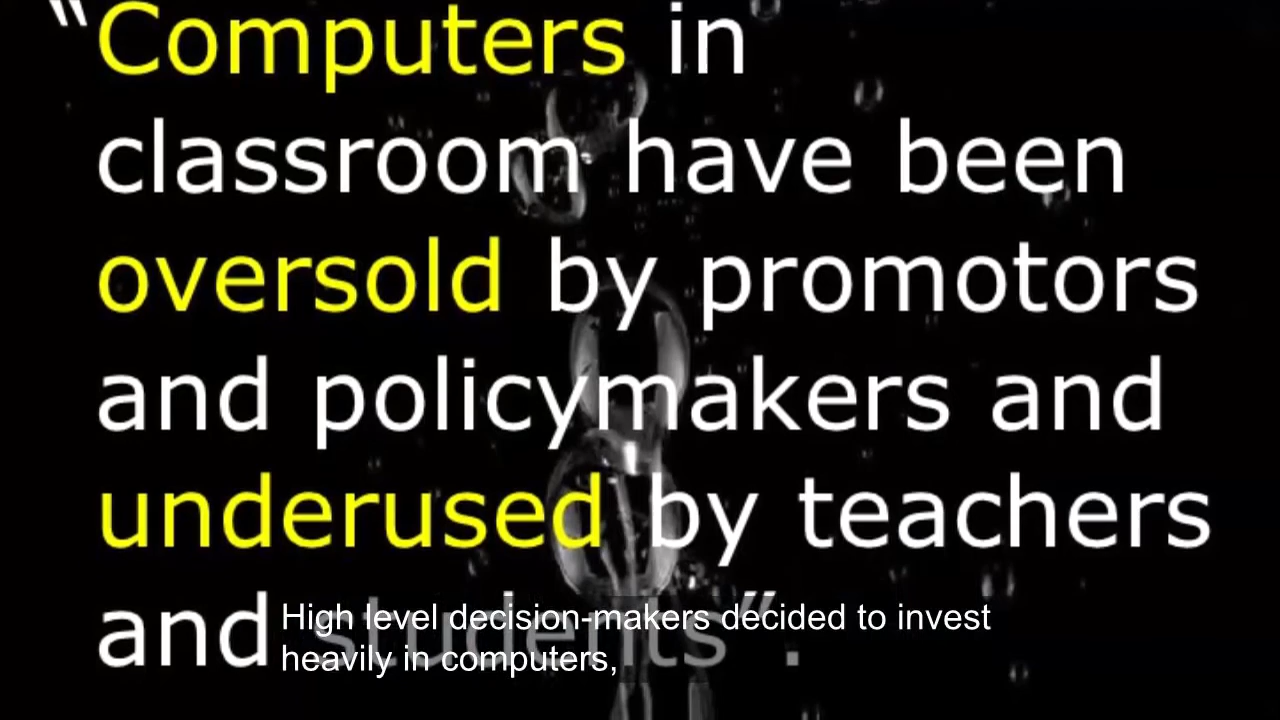 “Computers in
classroom have been
oversold by promotors
and policymakers and
underused by teachers
and students”.
High level decision-makers decided to invest
heavily in computers,